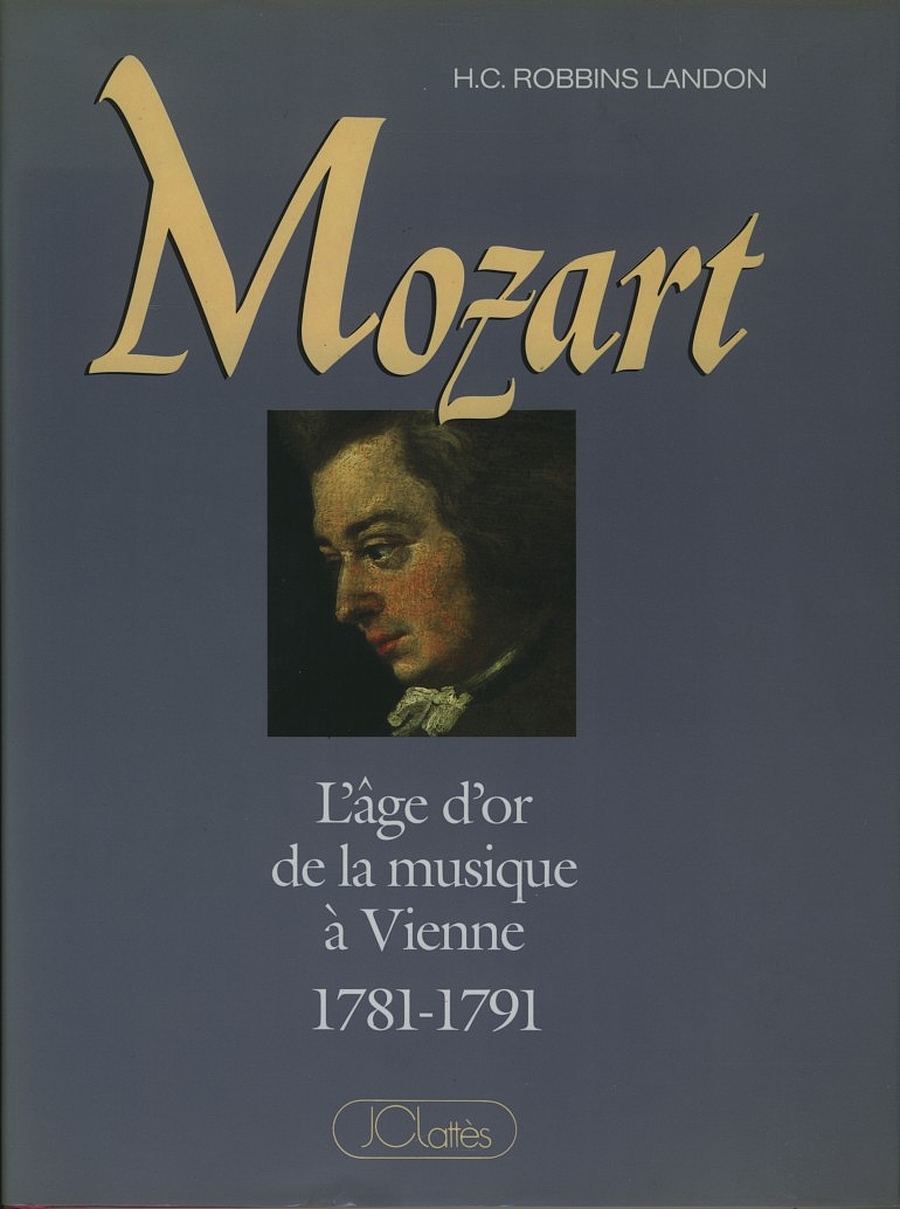 H.C. ROBBINS LANDON
Mozart
L'âge d'or
de la musique
à Vienne
1781-1791
JClattès